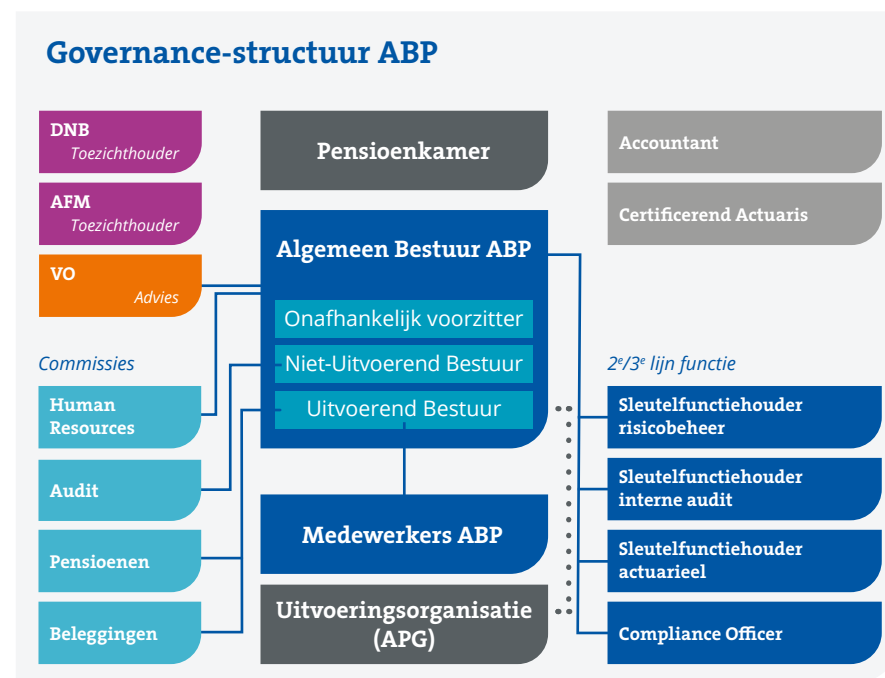 Governance-structuur ABP
DNB
Toezichthouder
AFM
Toezichthouder
VO
Advies
Commissies
Human
Resources
Audit
Pensioenen
Beleggingen
Pensioenkamer
Algemeen Bestuur ABP
Onafhankelijk voorzitter
Niet-Uitvoerend Bestuur
Uitvoerend Bestuur
Medewerkers ABP
Uitvoeringsorganisatie
(APG)
Accountant
Certificerend Actuaris
2e/3e lijn functie
Sleutelfunctiehouder
risicobeheer
Sleutelfunctiehouder
interne audit
Sleutelfunctiehouder
actuarieel
Compliance Officer